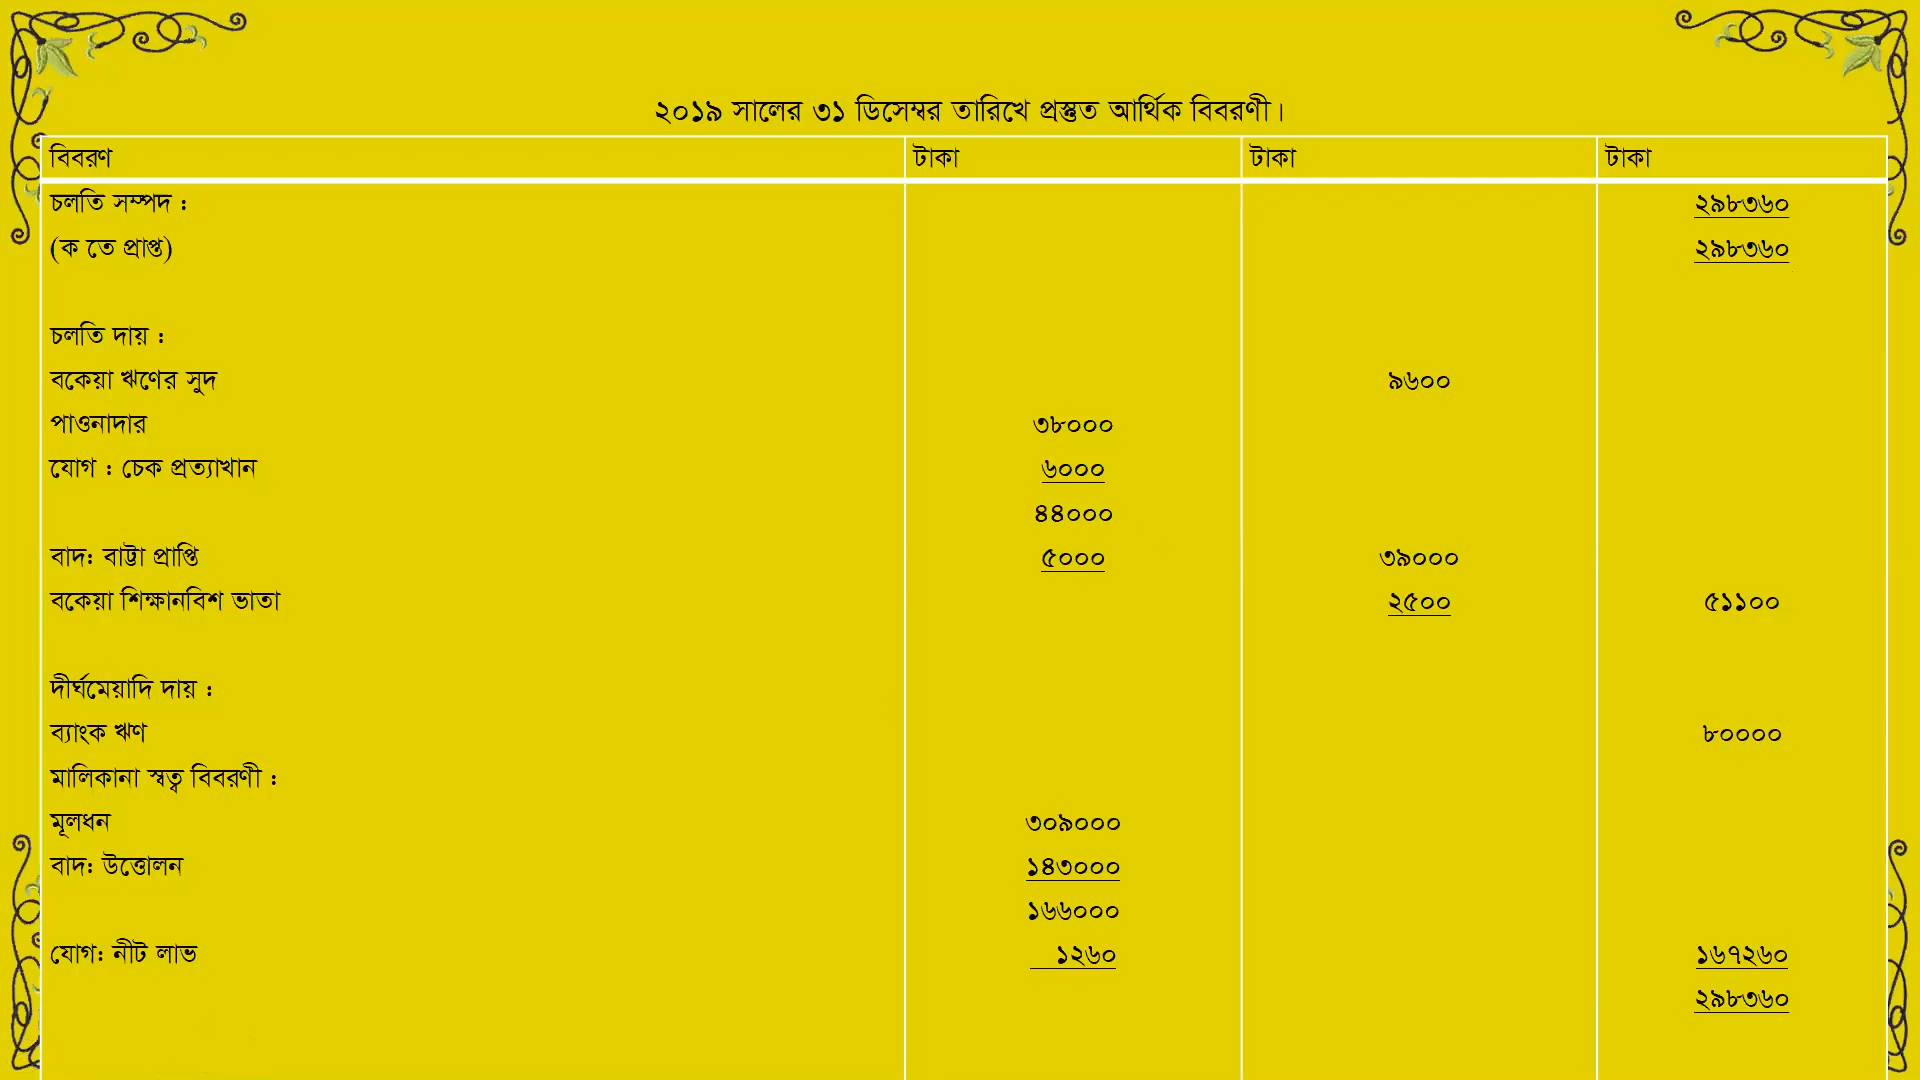 ২০১৯ সালের ৩১ ডিসেম্বর তারিখে প্রস্তুত আর্থিক বিবরণী।
বিবরণ টাকা টাকা টাকা
চলতি সম্পদ : ২৯৮৩৬০
(ক তে প্রাপ্ত) ২৯৮৩৬০
চলতি দায় :
বকেয়া ঋণের সুদ ৯৬০০
পাওনাদার ৩৮০০০
যোগ : চেক প্রত্যাখান ৬০০০
৪৪০০০
বাদ: বাট্টা প্রাপ্তি ৫০০০ ৩৯০০০
বকেয়া শিক্ষানবিশ ভাতা ২৫০০ ৫১১০০
দীর্ঘমেয়াদি দায় :
ব্যাংক ঋণ ৮০০০০
মালিকানা স্বত্ব বিবরণী :
মূলধন ৩০৯০০০
বাদ: উত্তোলন ১৪৩০০০
১৬৬০০০
যোগ: নীট লাভ ১২৬০ ১৬৭২৬০
২৯৮৩৬০